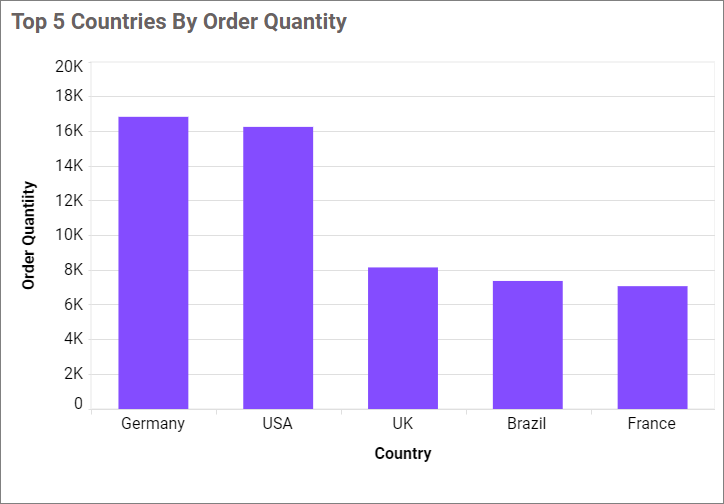 Top 5 Countries By Order Quantity
20K
18K
16K
14K
12K
10K
8K
6K
4K
2K
0
Order Quantiity
Germany USA UK Brazil France
Country